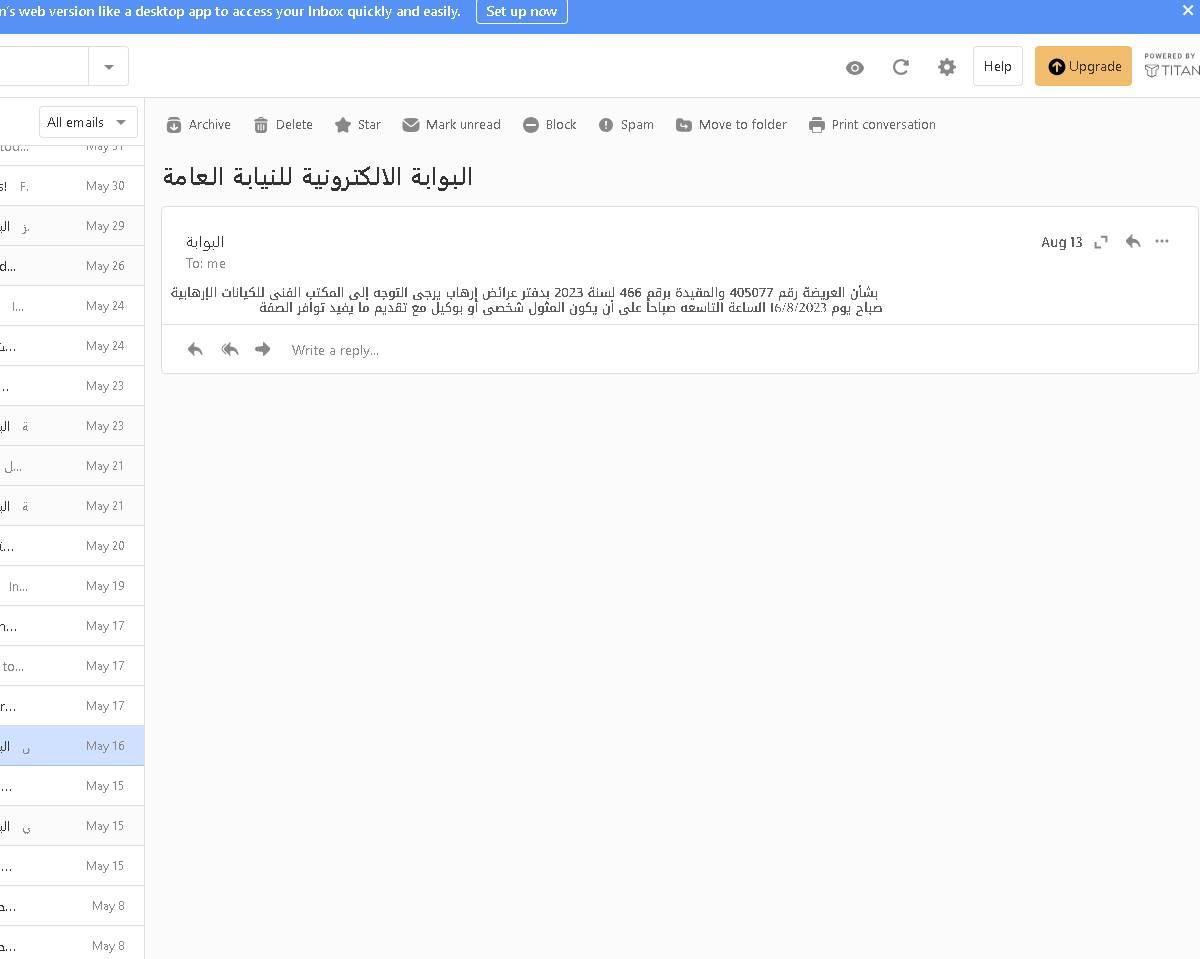 n's web version like a desktop app to access your Inbox quickly and easily. Set up now
Help Upgrade POWERED BY TITAN
All emails
Archive Delete Star Mark unread Block Spam Move to folder Print conversation
May 31
البوابة الالكترونية للنيابة العامة
s! F. May 30
May 29
البوابة Aug 13
To: me
d... May 26
بشأن العريضة رقم 405077 والمقيدة برقم 466 لسنة 2023 بدفتر عرائض إرهاب يرجى التوجه إلى المكتب الفنى للكيانات الإرهابية
صباح يوم 16/8/2023 الساعة التاسعه صباحاً على أن يكون المثول شخصى أو بوكيل مع تقديم ما يفيد توافر الصفة
I... May 24
Write a reply...
May 24
... May 23
May 23
ل... May 21
May 21
May 20
In... May 19
May 17
to... May 17
r... May 17
May 16
... May 15
May 15
... May 15
May 8
May 8